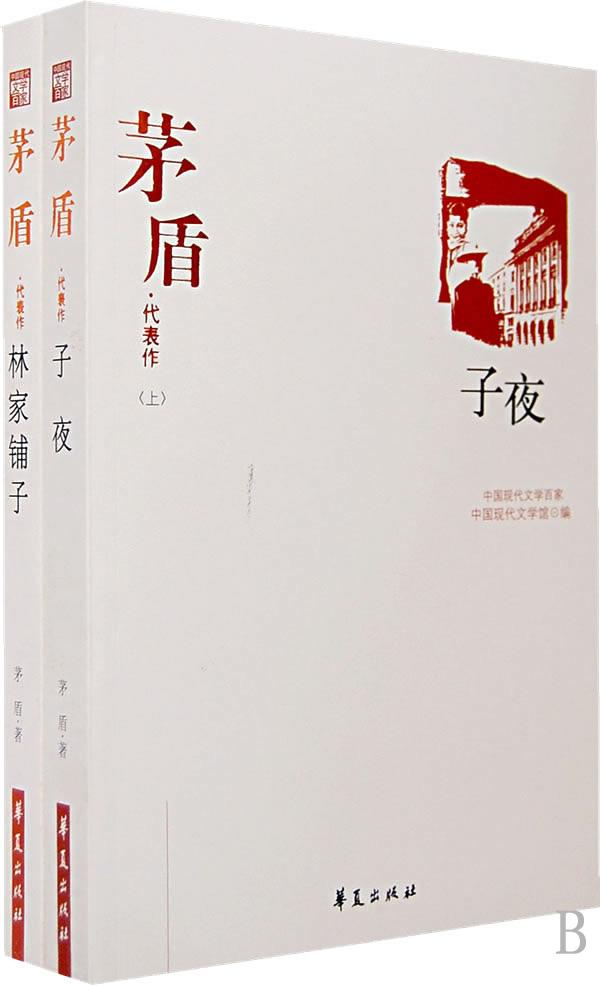 中国现代
文学
百家
茅盾
·代表作
林家铺子
茅盾·著
华夏出版社
中国现代
文学
百家
茅盾
·代表作
子夜
茅盾·著
华夏出版社
茅盾
·代表作
〈上〉
子夜
中国现代文学百家
中国现代文学馆⊙编
華夏出版社
B